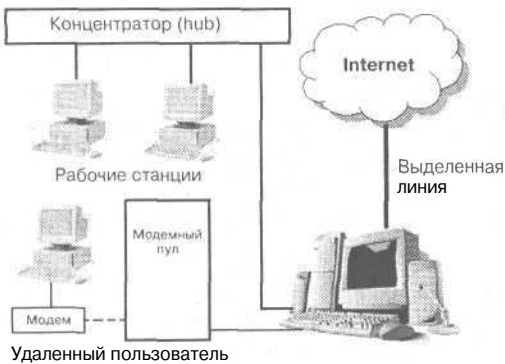 Концентратор (hub)
Internet
Рабочие станции
Выделенная
линия
Модемный
пул
Модем
Удаленный пользователь